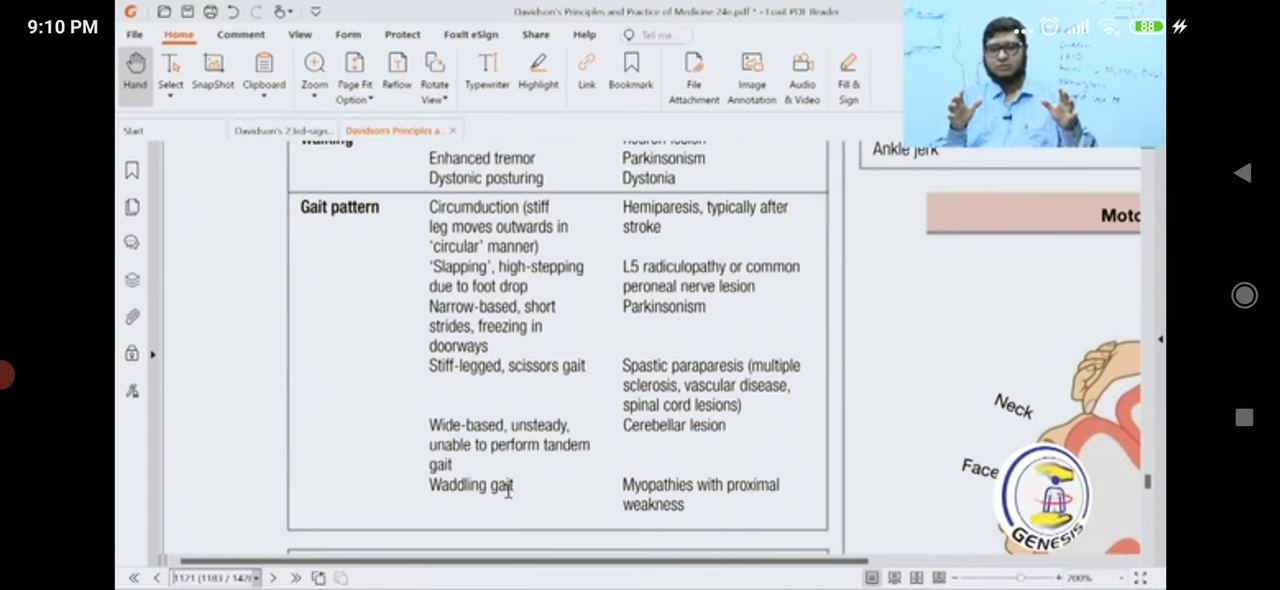 9:10 PM
Davidson's Principles and Practice of Medicine 24e.pdf * - Foxit PDF Reader
88
File Home Comment View Form Protect Foxit eSign Share Help Tell me...
Hand Select SnapShot Clipboard Zoom Page Fit Option Reflow Rotate View Typewriter Highlight Link Bookmark File Attachment Image Annotation Audio & Video Fill & Sign
Start Davidson's Principles a...
Walking
Enhanced tremor Parkinsonism
Dystonic posturing Dystonia
Ankle jerk
Gait pattern Circumduction (stiff Hemiparesis, typically after
leg moves outwards in stroke
'circular' manner)
'Slapping', high-stepping L5 radiculopathy or common
due to foot drop peroneal nerve lesion
Narrow-based, short Parkinsonism
strides, freezing in
doorways
Stiff-legged, scissors gait Spastic paraparesis (multiple
sclerosis, vascular disease,
spinal cord lesions)
Wide-based, unsteady, Cerebellar lesion
unable to perform tandem
gait
Waddling gait Myopathies with proximal
weakness
Moto
Neck
Face
GENESIS
200%